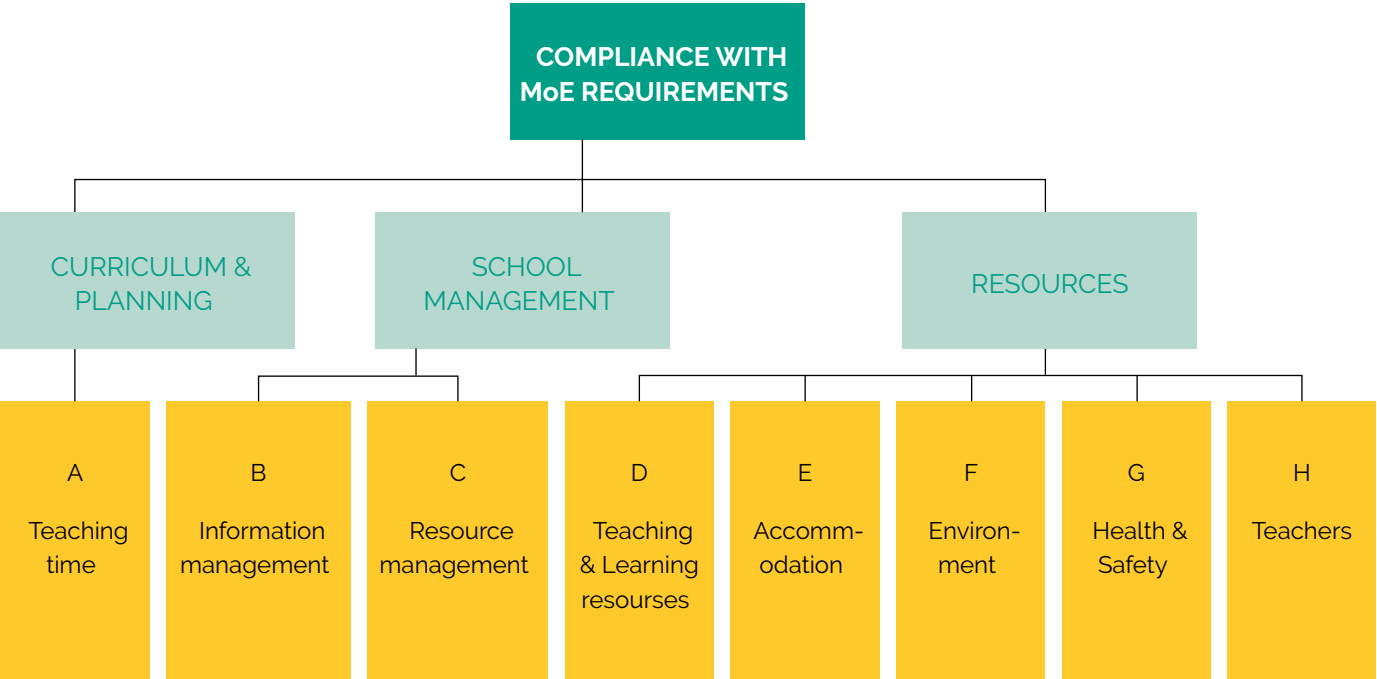 COMPLIANCE WITH
MoE REQUIREMENTS
CURRICULUM &
PLANNING
SCHOOL
MANAGEMENT
RESOURCES
A
Teaching
time
B
Information
management
C
Resource
management
D
Teaching
& Learning
resourses
E
Accomm-
odation
F
Environ-
ment
G
Health &
Safety
H
Teachers